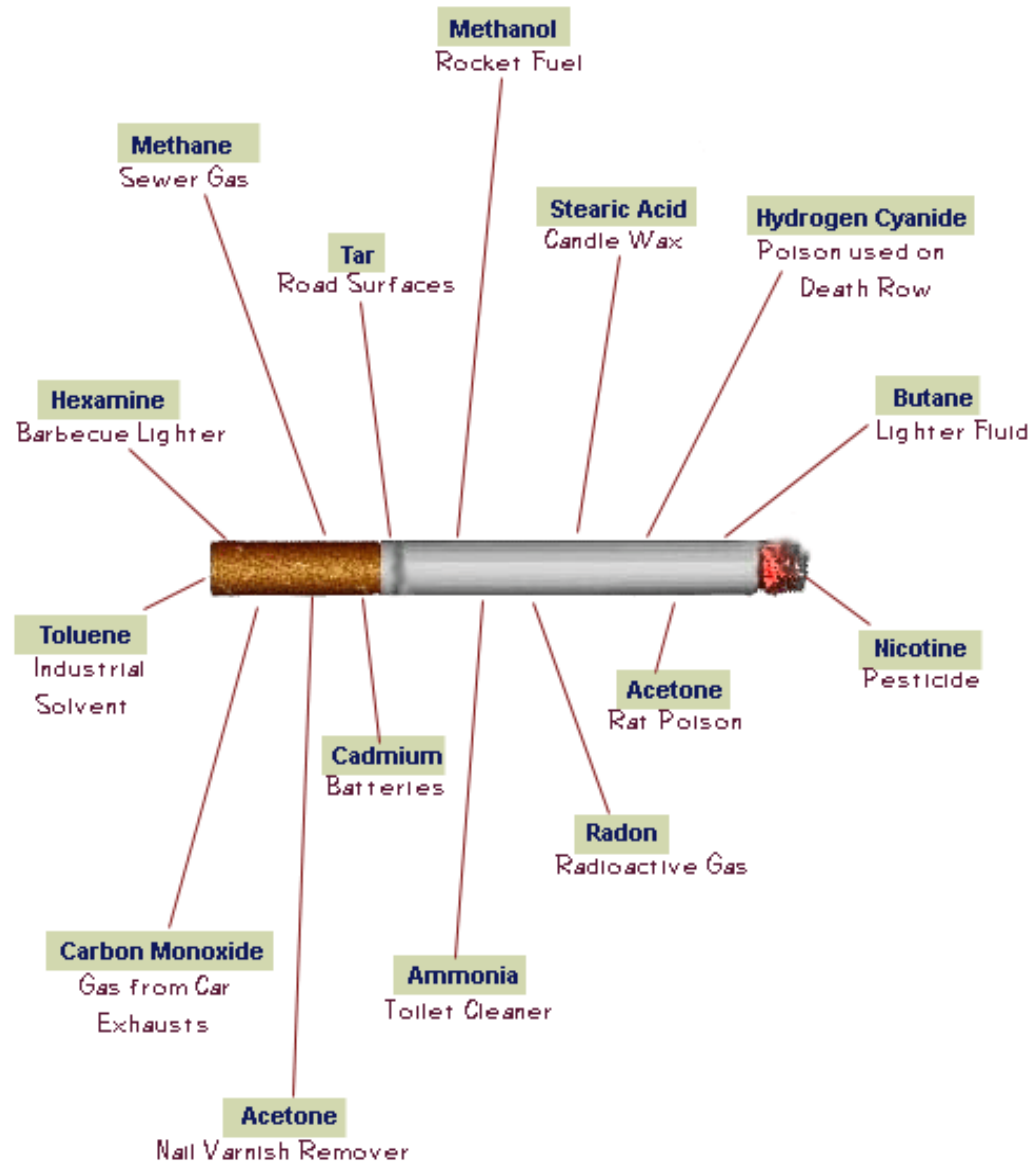 Methanol
Rocket Fuel
Methane
Sewer Gas
Stearic Acid
Candle Wax
Hydrogen Cyanide
Poison used on
Death Row
Tar
Road Surfaces
Hexamine
Barbecue Lighter
Butane
Lighter Fluid
Toluene
Industrial
Solvent
Nicotine
Pesticide
Acetone
Rat Poison
Cadmium
Batteries
Radon
Radioactive Gas
Carbon Monoxide
Gas from Car
Exhausts
Ammonia
Toilet Cleaner
Acetone
Nail Varnish Remover